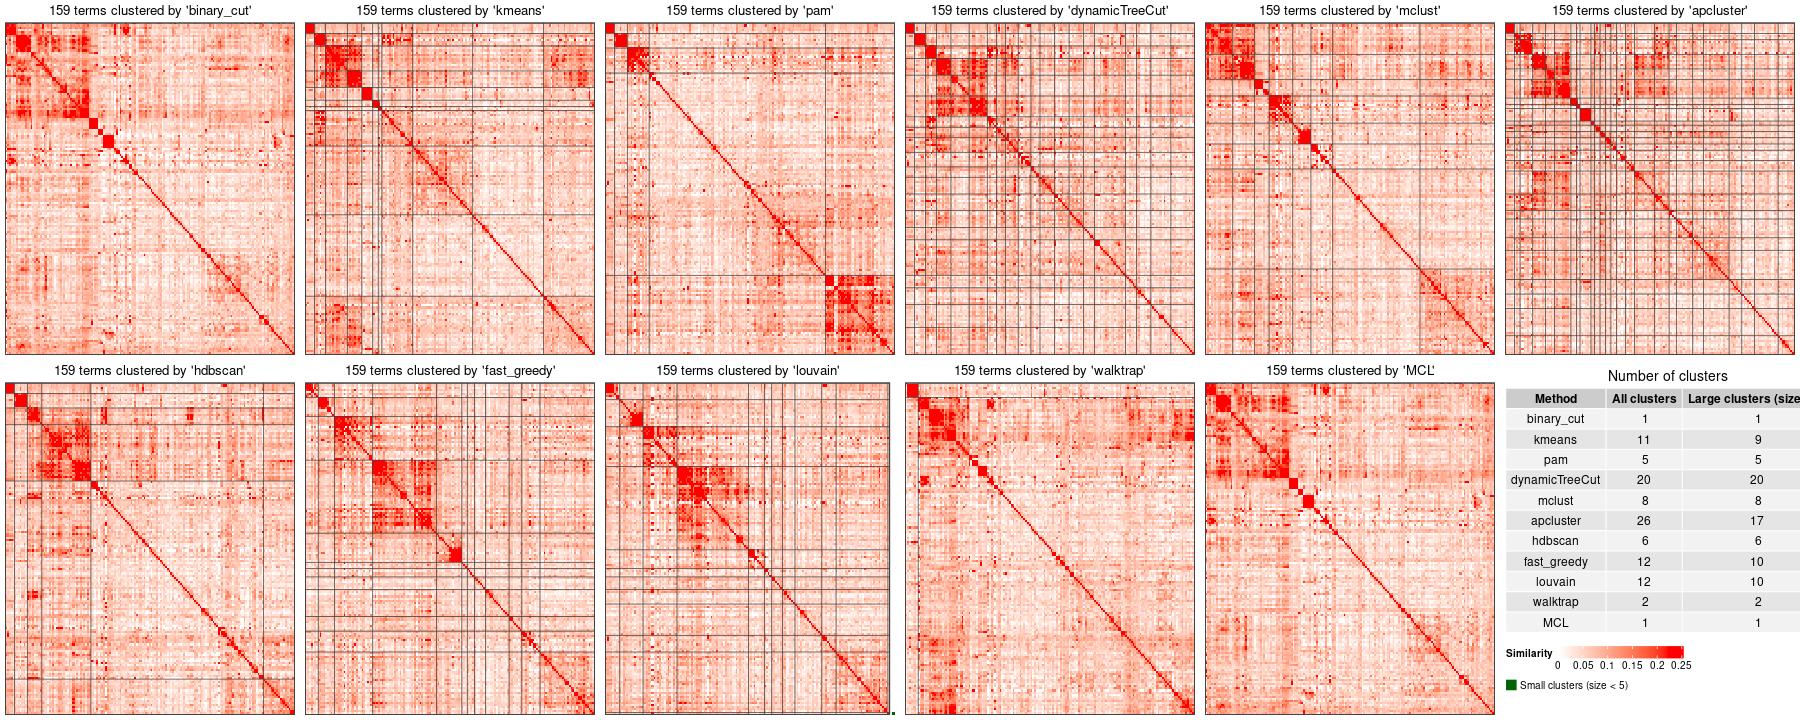 159 terms clustered by 'binary_cut'
159 terms clustered by 'kmeans'
159 terms clustered by 'pam'
159 terms clustered by 'dynamicTreeCut'
159 terms clustered by 'mclust'
159 terms clustered by 'apcluster'
159 terms clustered by 'hdbscan'
159 terms clustered by 'fast_greedy'
159 terms clustered by 'louvain'
159 terms clustered by 'walktrap'
159 terms clustered by 'MCL'
Number of clusters
Method All clusters Large clusters (size
binary_cut 1 1
kmeans 11 9
pam 5 5
dynamicTreeCut 20 20
mclust 8 8
apcluster 26 17
hdbscan 6 6
fast_greedy 12 10
louvain 12 10
walktrap 2 2
MCL 1 1
Similarity
0 0.05 0.1 0.15 0.2 0.25
Small clusters (size < 5)